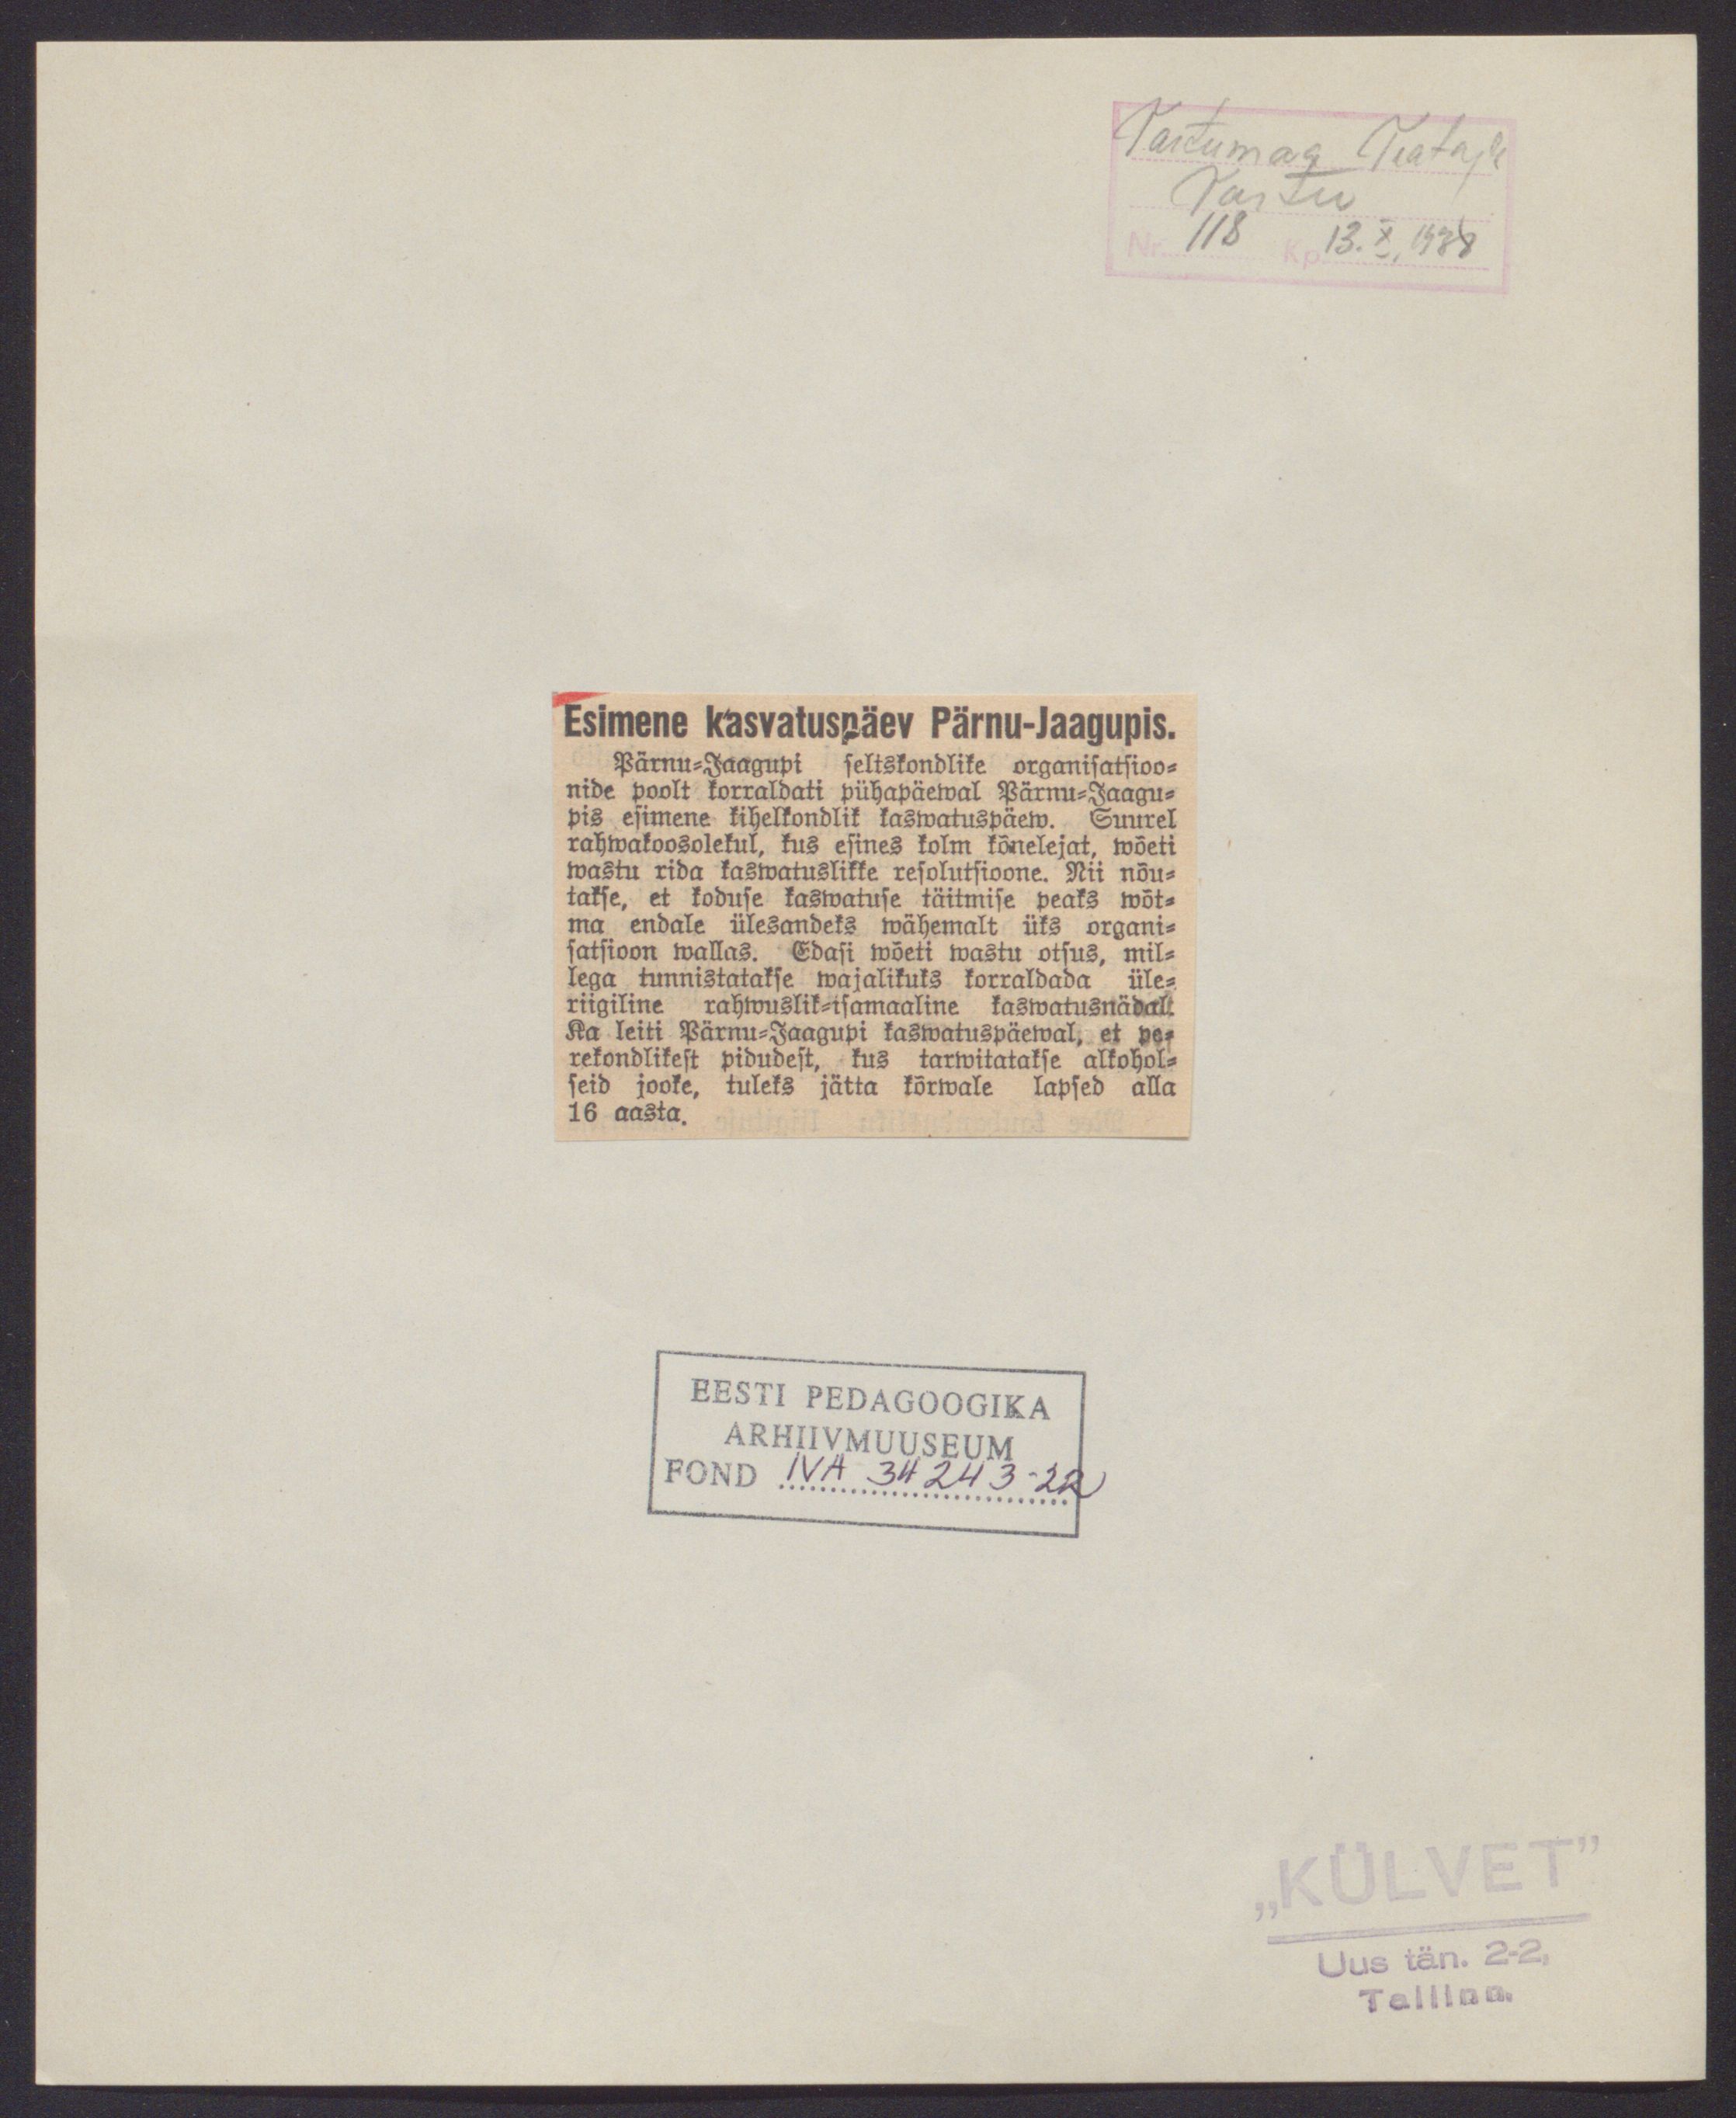 Tartumaa Teataja
Tartu
Nr. 118 Kp. 13. X. 1938
Esimene kasvatuspäev Pärnu-Jaagupis.
Pärnu-Jaagupi seltskondlike organisatsioo-
nide poolt korraldati pühapäewal Pärnu-Jaagu-
pis esimene kihelkondlik kaswatuspäew. Suurel
rahwakoosolekul, kus esines kolm kõnelejat, wõeti
wastu rida kaswatuslikke resolutsioone. Nii nõu-
takse, et koduse kaswatuse täitmise peaks wõt-
ma endale ülesandeks wähemalt üks organi-
satsioon wallas. Edasi wõeti wastu otsus, mil-
lega tunnistatakse wajalikuks korraldada üle-
riigiline rahwuslik-isamaaline kaswatusnädal.
Ka leiti Pärnu-Jaagupi kaswatuspäewal, et pe-
rekondlikest pidudest, kus tarwitatakse alkohol-
seid jooke, tuleks jätta kõrwale lapsed alla
16 aasta.
EESTI PEDAGOOGIKA
ARHIIVMUUSEUM
FOND IVA 34243-22
„KÜLVET”
Uus tän. 2-2,
Tallinn.